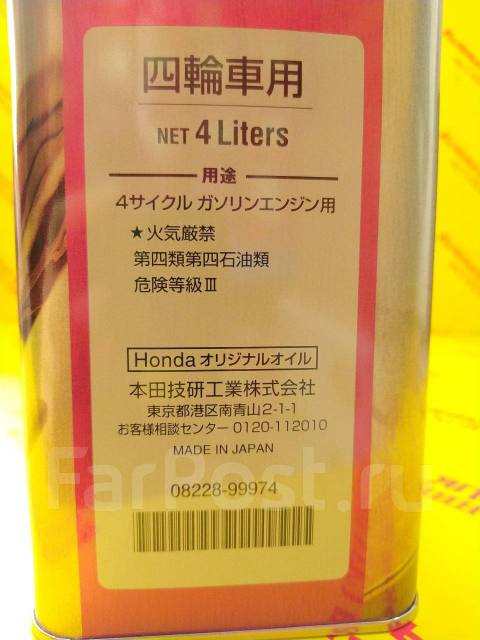 四輪車用
NET 4 Liters
用途
4サイクル ガソリンエンジン用
★火気厳禁
第四類第四石油類
危険等級Ⅲ
Hondaオリジナルオイル
本田技研工業株式会社
東京都港区南青山2-1-1
お客様相談センター 0120-112010
MADE IN JAPAN
08228-99974
FarPost.ru